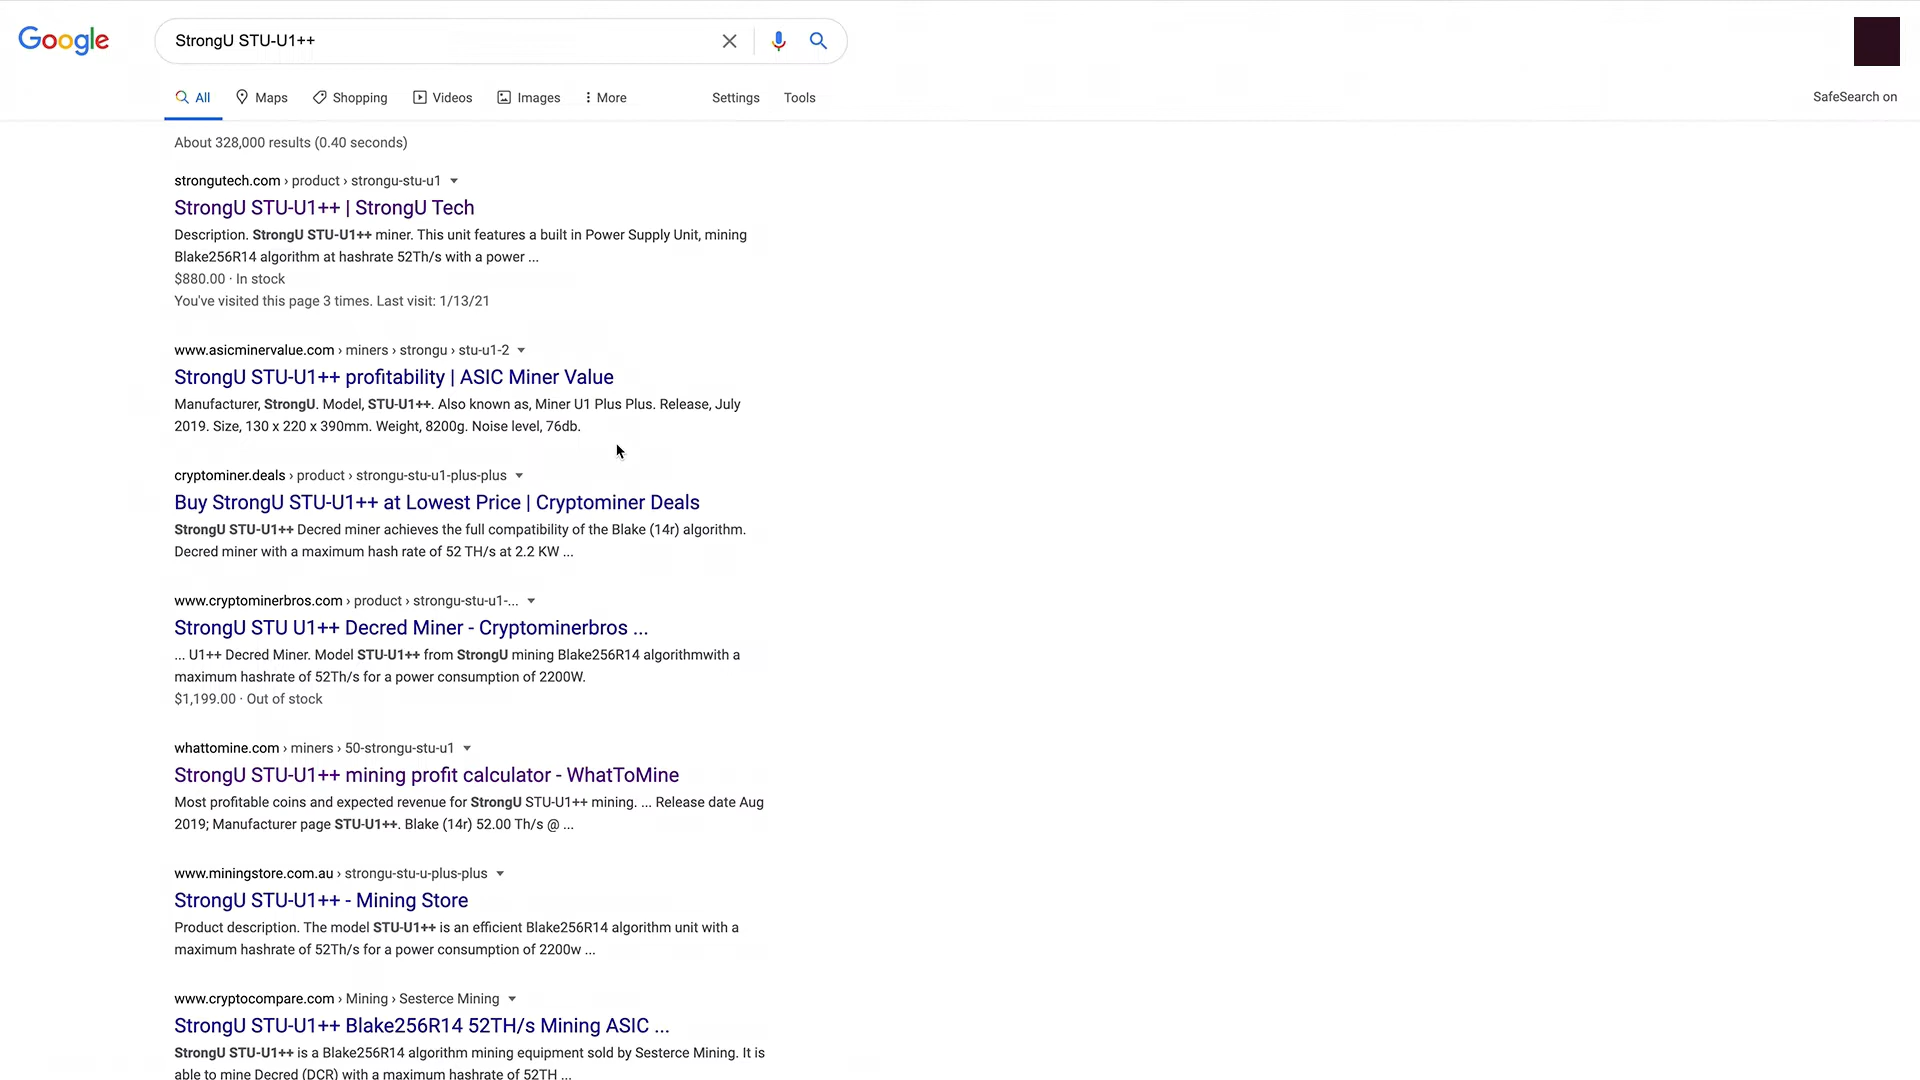 Google
StrongU STU-U1++
All Maps Shopping Videos Images More Settings Tools SafeSearch on
About 328,000 results (0.40 seconds)
strongutech.com › product › strongu-stu-u1
StrongU STU-U1++ | StrongU Tech
Description. StrongU STU-U1++ miner. This unit features a built in Power Supply Unit, mining
Blake256R14 algorithm at hashrate 52Th/s with a power ...
$880.00 · In stock
You've visited this page 3 times. Last visit: 1/13/21
www.asicminervalue.com › miners › strongu › stu-u1-2
StrongU STU-U1++ profitability | ASIC Miner Value
Manufacturer, StrongU. Model, STU-U1++. Also known as, Miner U1 Plus Plus. Release, July
2019. Size, 130 x 220 x 390mm. Weight, 8200g. Noise level, 76db.
cryptominer.deals › product › strongu-stu-u1-plus-plus
Buy StrongU STU-U1++ at Lowest Price | Cryptominer Deals
StrongU STU-U1++ Decred miner achieves the full compatibility of the Blake (14r) algorithm.
Decred miner with a maximum hash rate of 52 TH/s at 2.2 KW ...
www.cryptominerbros.com › product › strongu-stu-u1-...
StrongU STU U1++ Decred Miner - Cryptominerbros ...
... U1++ Decred Miner. Model STU-U1++ from StrongU mining Blake256R14 algorithmwith a
maximum hashrate of 52Th/s for a power consumption of 2200W.
$1,199.00 · Out of stock
whattomine.com › miners › 50-strongu-stu-u1
StrongU STU-U1++ mining profit calculator - WhatToMine
Most profitable coins and expected revenue for StrongU STU-U1++ mining. ... Release date Aug
2019; Manufacturer page STU-U1++. Blake (14r) 52.00 Th/s @ ...
www.miningstore.com.au › strongu-stu-u-plus-plus
StrongU STU-U1++ - Mining Store
Product description. The model STU-U1++ is an efficient Blake256R14 algorithm unit with a
maximum hashrate of 52Th/s for a power consumption of 2200w ...
www.cryptocompare.com › Mining › Sesterce Mining
StrongU STU-U1++ Blake256R14 52TH/s Mining ASIC ...
StrongU STU-U1++ is a Blake256R14 algorithm mining equipment sold by Sesterce Mining. It is
able to mine Decred (DCR) with a maximum hashrate of 52TH ...